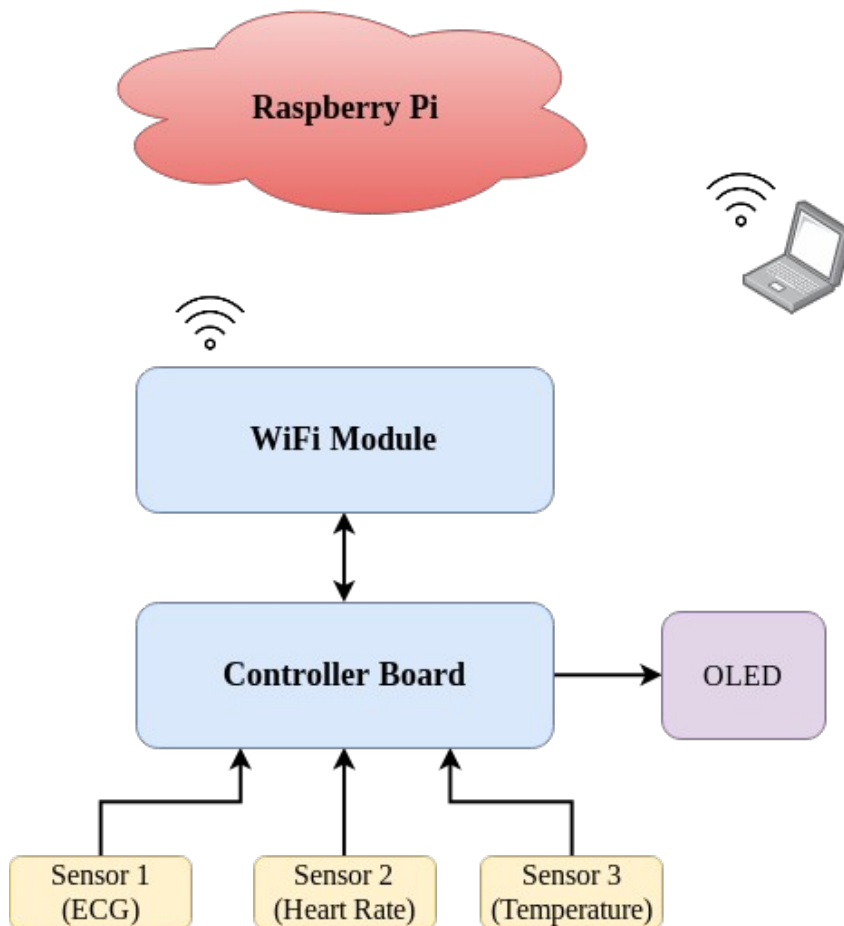 Raspberry Pi
WiFi Module
Controller Board
OLED
Sensor 1
(ECG)
Sensor 2
(Heart Rate)
Sensor 3
(Temperature)